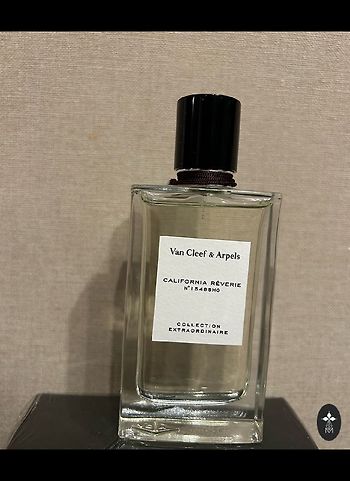 Van Cleef & Arpels
CALIFORNIA RÊVERIE
COLLECTION
EXTRAORDINAIRE